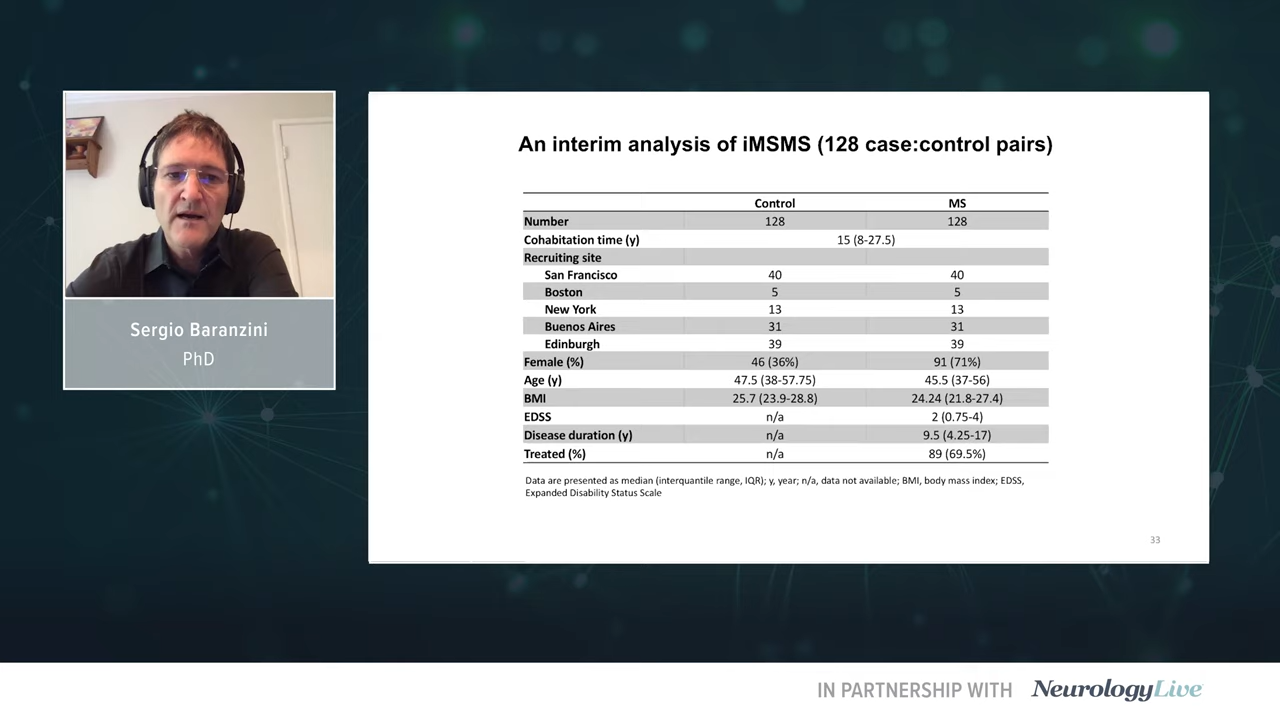 An interim analysis of iMSMS (128 case:control pairs)
Control MS
Number 128 128
Cohabitation time (y) 15 (8-27.5)
Recruiting site
San Francisco 40 40
Boston 5 5
New York 13 13
Buenos Aires 31 31
Edinburgh 39 39
Female (%) 46 (36%) 91 (71%)
Age (y) 47.5 (38-57.75) 45.5 (37-56)
BMI 25.7 (23.9-28.8) 24.24 (21.8-27.4)
EDSS n/a 2 (0.75-4)
Disease duration (y) n/a 9.5 (4.25-17)
Treated (%) n/a 89 (69.5%)
Data are presented as median (interquantile range, IQR); y, year; n/a, data not available; BMI, body mass index; EDSS,
Expanded Disability Status Scale
33
Sergio Baranzini
PhD
IN PARTNERSHIP WITH NeurologyLive